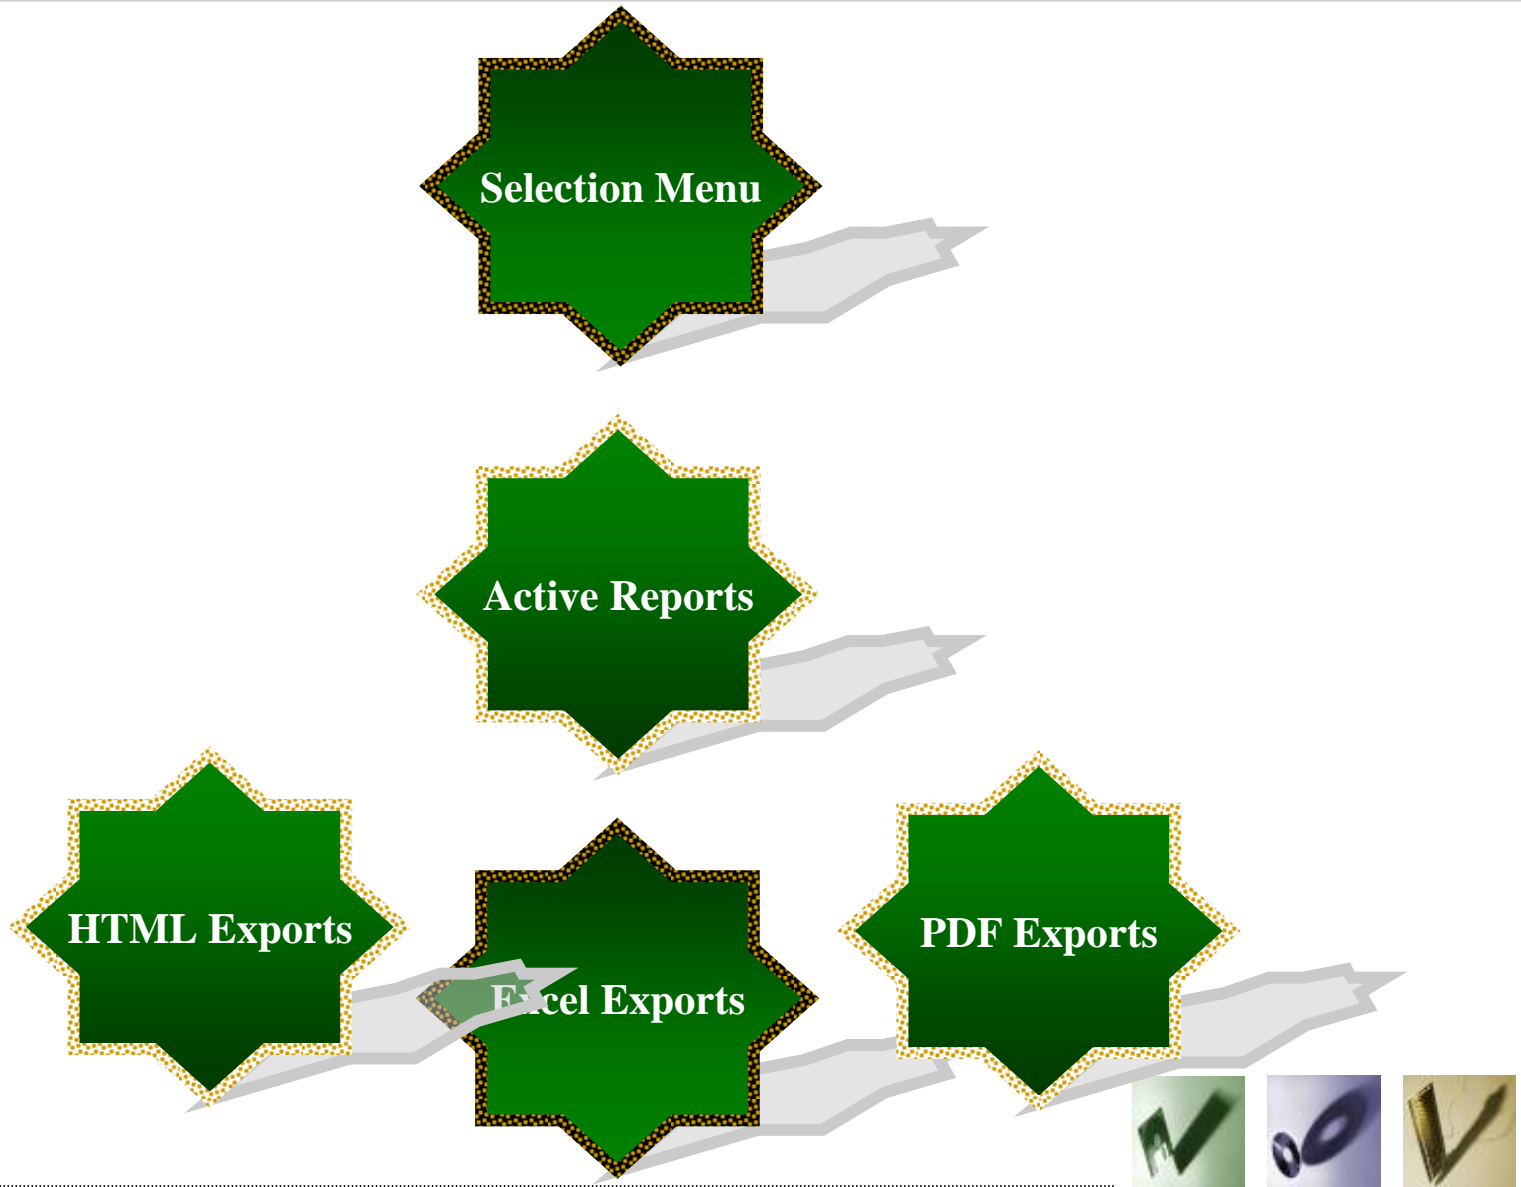 Selection Menu
Active Reports
HTML Exports
Excel Exports
PDF Exports